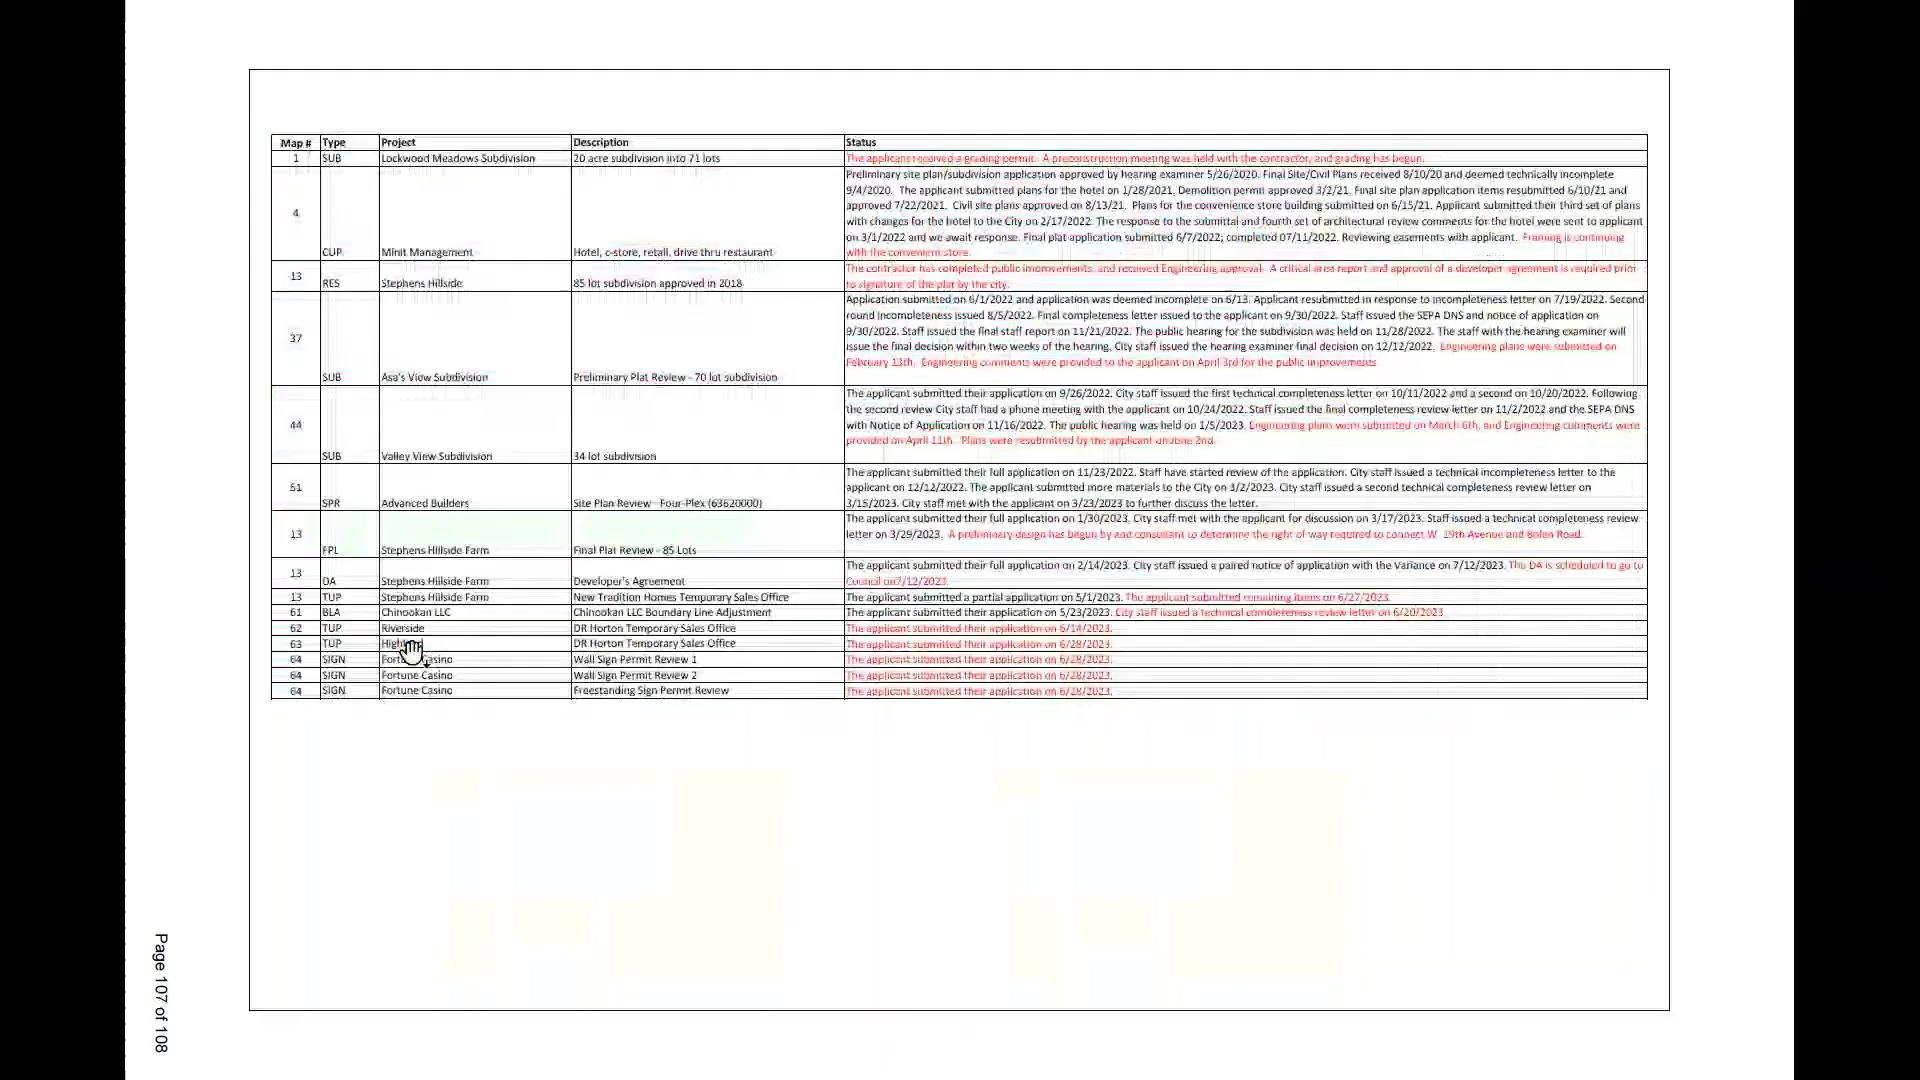 Map # Type Project Description Status
1 SUB Lockwood Meadows Subdivision 20 acre subdivision into 71 lots The applicant received a grading permit. A preconstruction meeting was held with the contractor, and grading has begun.
Preliminary site plan/subdivision application approved by hearing examiner 5/26/2020. Final Site/Civil Plans received 8/10/20 and deemed technically incomplete
9/4/2020. The applicant submitted plans for the hotel on 1/28/2021. Demolition permit approved 3/2/21. Final site plan application items resubmitted 6/10/21 and
approved 7/22/2021. Civil site plans approved on 8/13/21. Plans for the convenience store building submitted on 6/15/21. Applicant submitted their third set of plans
with changes for the hotel to the City on 2/17/2022. The response to the submittal and fourth set of architectural review comments for the hotel were sent to applicant
on 3/1/2022 and we await response. Final plat application submitted 6/7/2022; completed 07/11/2022. Reviewing easements with applicant. Framing is continuing
4 CUP Minit Management Hotel, c-store, retail, drive thru restaurant with the convenient store.
The contractor has completed public improvements, and received Engineering approval. A critical area report and approval of a developer agreement is required prior
13 RES Stephens Hillside 85 lot subdivision approved in 2018 to signature of the plat by the city.
Application submitted on 6/1/2022 and application was deemed incomplete on 6/13. Applicant resubmitted in response to incompleteness letter on 7/19/2022. Second
round incompleteness issued 8/5/2022. Final completeness letter issued to the applicant on 9/30/2022. Staff issued the SEPA DNS and notice of application on
9/30/2022. Staff issued the final staff report on 11/21/2022. The public hearing for the subdivision was held on 11/28/2022. The staff with the hearing examiner will
issue the final decision within two weeks of the hearing. City staff issued the hearing examiner final decision on 12/12/2022. Engineering plans were submitted on
February 13th. Engineering comments were provided to the applicant on April 3rd for the public improvements
37 SUB Asa's View Subdivision Preliminary Plat Review - 70 lot subdivision
The applicant submitted their application on 9/26/2022. City staff issued the first technical completeness letter on 10/11/2022 and a second on 10/20/2022. Following
the second review City staff had a phone meeting with the applicant on 10/24/2022. Staff issued the final completeness review letter on 11/2/2022 and the SEPA DNS
with Notice of Application on 11/16/2022. The public hearing was held on 1/5/2023. Engineering plans were submitted on March 6th, and Engineering comments were
provided on April 11th. Plans were resubmitted by the applicant on June 2nd.
44 SUB Valley View Subdivision 34 lot subdivision
The applicant submitted their full application on 11/23/2022. Staff have started review of the application. City staff issued a technical incompleteness letter to the
applicant on 12/12/2022. The applicant submitted more materials to the City on 3/2/2023. City staff issued a second technical completeness review letter on
51 SPR Advanced Builders Site Plan Review - Four-Plex (63620000) 3/15/2023. City staff met with the applicant on 3/23/2023 to further discuss the letter.
The applicant submitted their full application on 1/30/2023. City staff met with the applicant for discussion on 3/17/2023. Staff issued a technical completeness review
letter on 3/29/2023. A preliminary design has begun by and consultant to determine the right of way required to connect W. 19th Avenue and Bolen Road.
13 FPL Stephens Hillside Farm Final Plat Review - 85 Lots
The applicant submitted their full application on 2/14/2023. City staff issued a paired notice of application with the Variance on 7/12/2023. The DA is scheduled to go to
13 DA Stephens Hillside Farm Developer's Agreement Council on7/12/2023.
13 TUP Stephens Hillside Farm New Tradition Homes Temporary Sales Office The applicant submitted a partial application on 5/1/2023. The applicant submitted remaining items on 6/27/2023.
61 BLA Chinookan LLC Chinookan LLC Boundary Line Adjustment The applicant submitted their application on 5/23/2023. City staff issued a technical completeness review letter on 6/20/2023
62 TUP Riverside DR Horton Temporary Sales Office The applicant submitted their application on 6/14/2023.
63 TUP DR Horton Temporary Sales Office The applicant submitted their application on 6/28/2023.
64 SIGN Fortune Casino Wall Sign Permit Review 1 The applicant submitted their application on 6/28/2023.
64 SIGN Fortune Casino Wall Sign Permit Review 2 The applicant submitted their application on 6/28/2023.
64 SIGN Fortune Casino Freestanding Sign Permit Review The applicant submitted their application on 6/28/2023.
Page 107 of 108